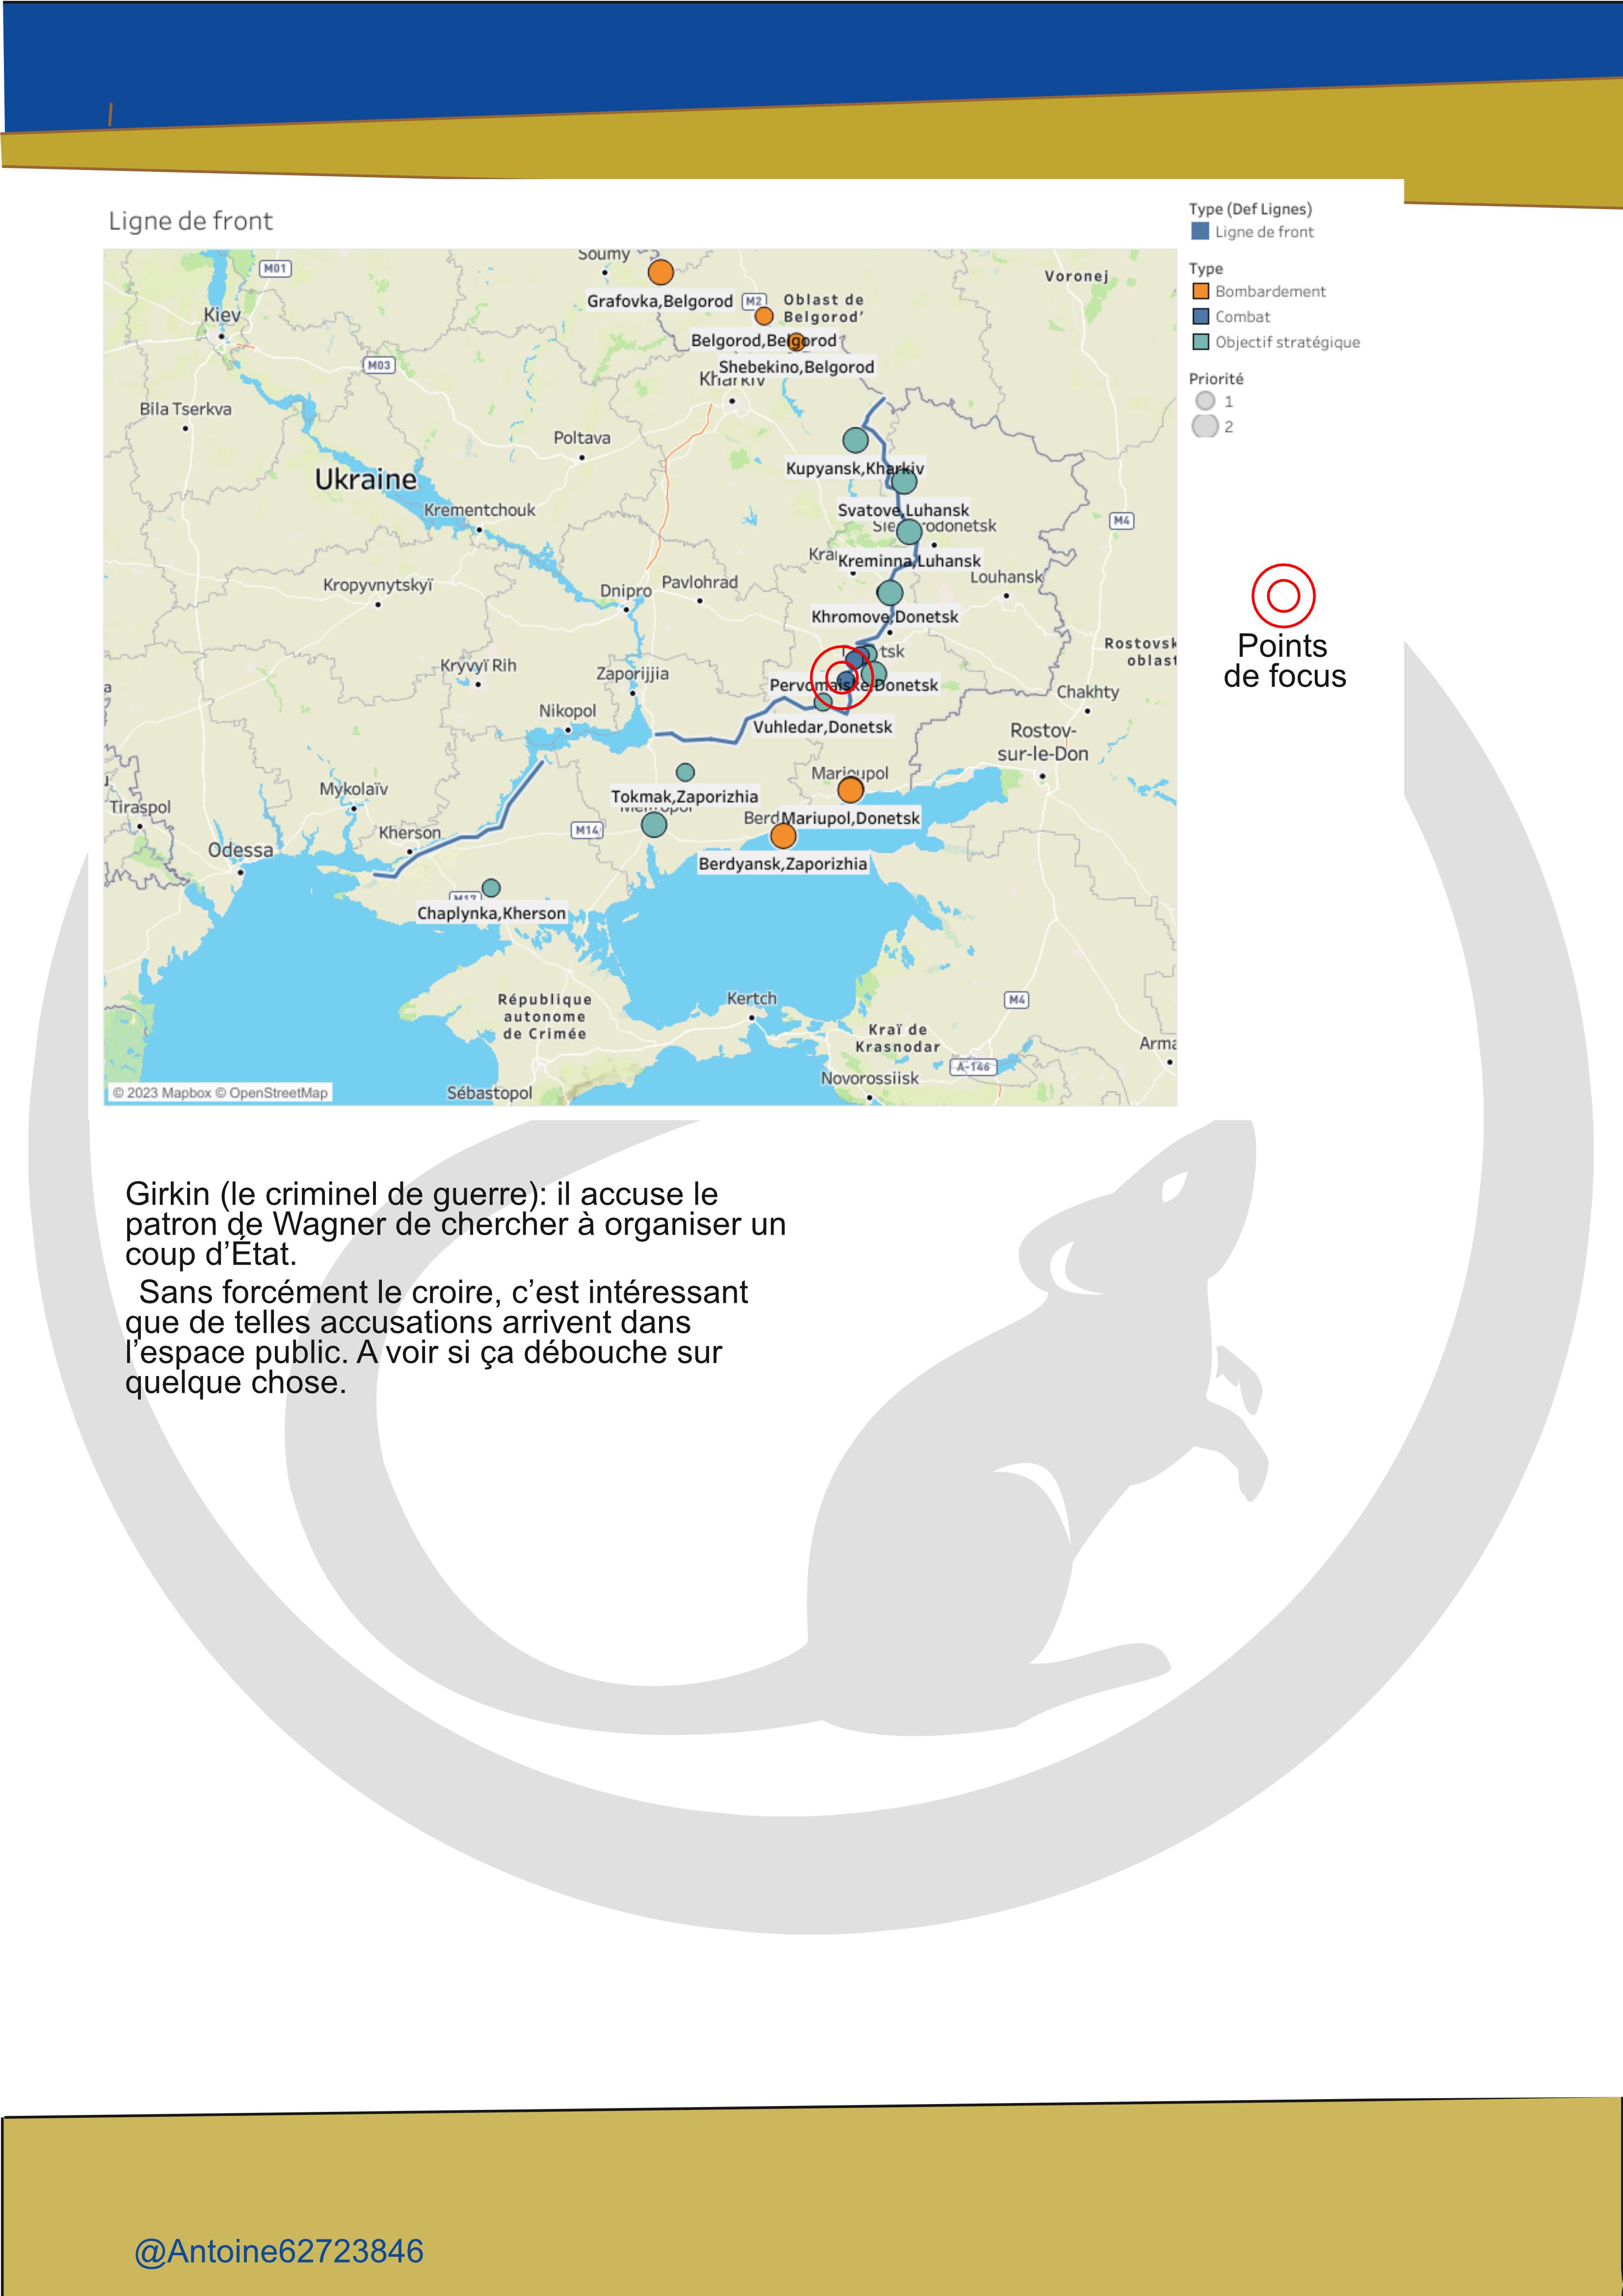 Ligne de front
Type (Def Lignes)
Ligne de front
Type
Bombardement
Combat
Objectif stratégique
Priorité
1
2
Soumy
M01
Voronej
Grafovka,Belgorod
M2
Oblast de
Belgorod'
Kiev
Belgorod,Belgorod
M03
Shebekino,Belgorod
Kharkiv
Bila Tserkva
Poltava
Kupyansk,Kharkiv
Ukraine
Krementchouk
Svatove,Luhansk
M4
Kreminna,Luhansk
Louhansk
Kropyvnytskyï
Dnipro
Pavlohrad
Khromove,Donetsk
Rostovsk
oblast
Kryvyï Rih
Zaporijjia
Pervomaiske,Donetsk
Chakhty
Nikopol
Vuhledar,Donetsk
Rostov-
sur-le-Don
Marioupol
Tokmak,Zaporizhia
Mykolaïv
Tiraspol
Mariupol,Donetsk
Kherson
M14
Odessa
Berdyansk,Zaporizhia
Chaplynka,Kherson
République
autonome
de Crimée
Kertch
M4
Kraï de
Krasnodar
Arma
A-146
Novorossiisk
Sébastopol
© 2023 Mapbox © OpenStreetMap
Points
de focus
Girkin (le criminel de guerre): il accuse le
patron de Wagner de chercher à organiser un
coup d’État.
Sans forcément le croire, c’est intéressant
que de telles accusations arrivent dans
l’espace public. A voir si ça débouche sur
quelque chose.
@Antoine62723846